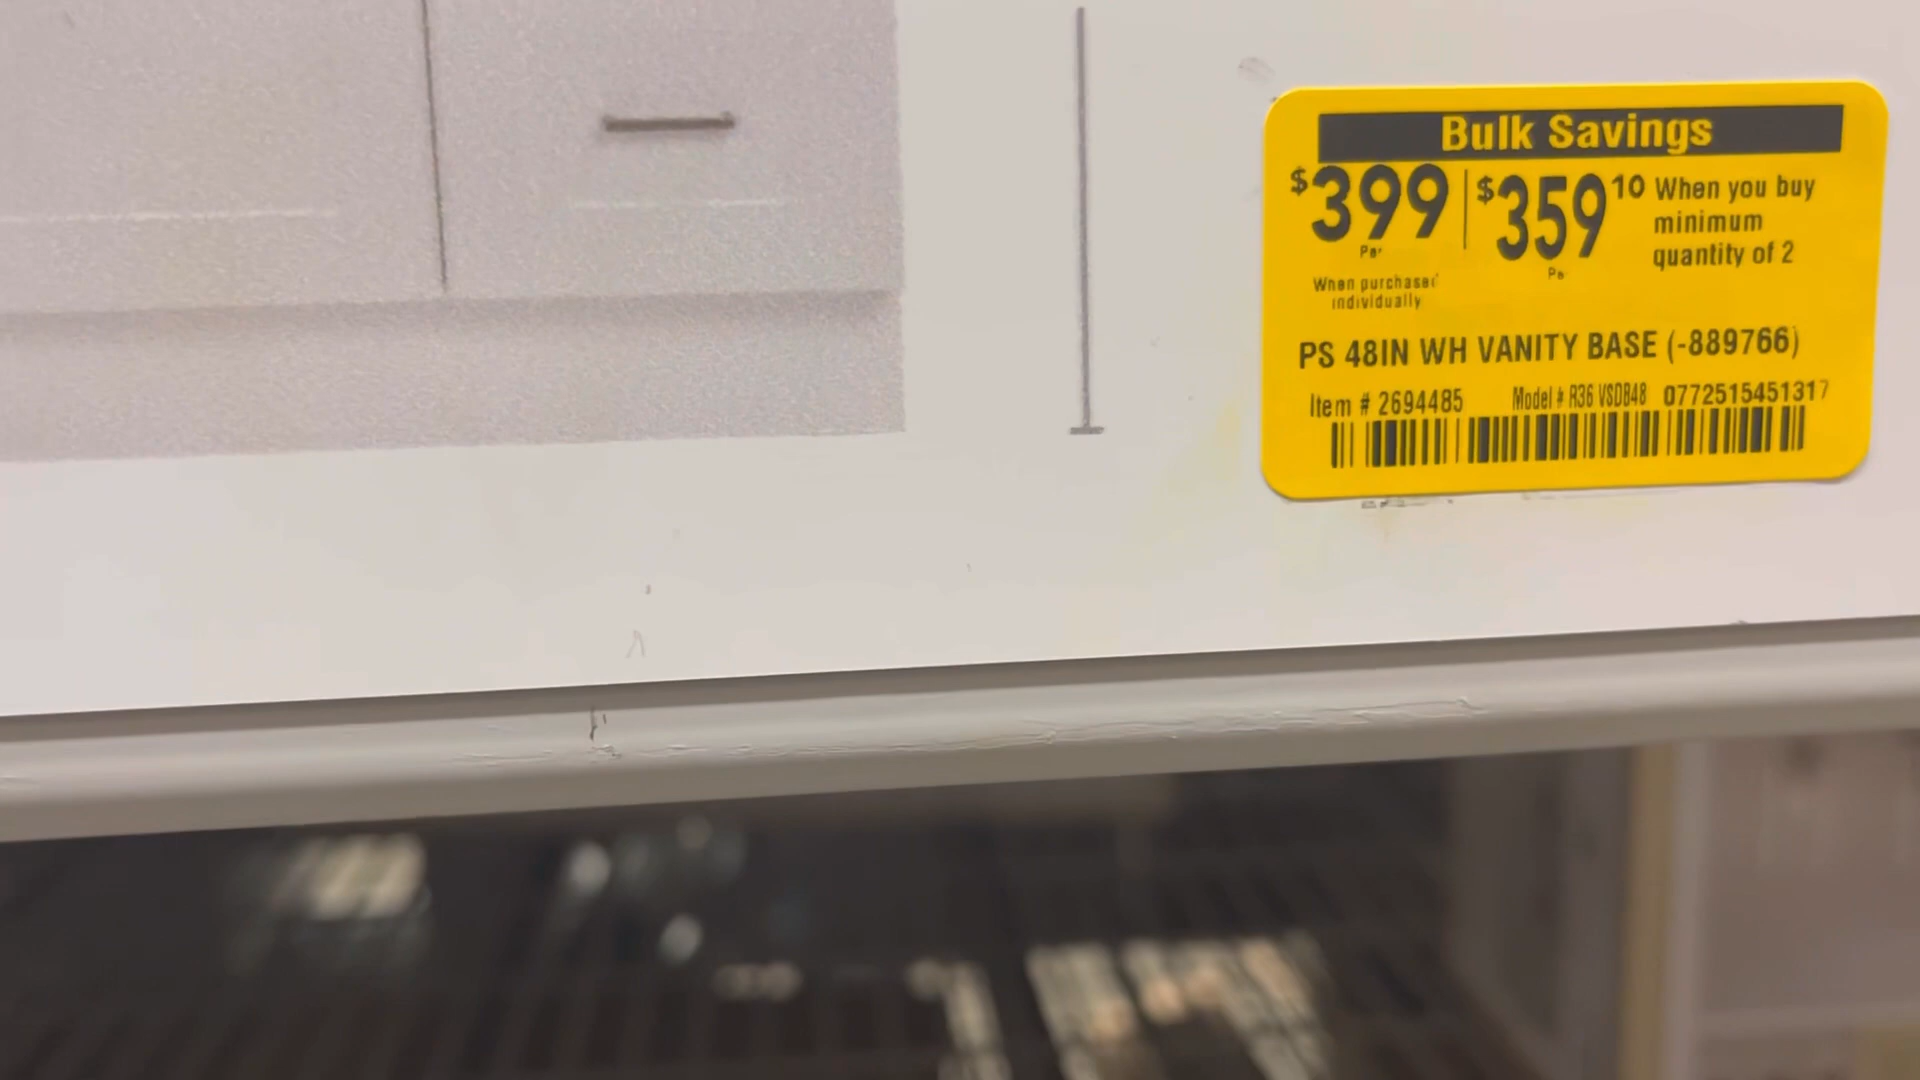 Bulk Savings
$399 | $359 10 When you buy
minimum
quantity of 2
Per
When purchased
individually
PS 48IN WH VANITY BASE (-889766)
Item # 2694485 Model # R36 VSDB48 0772515451317